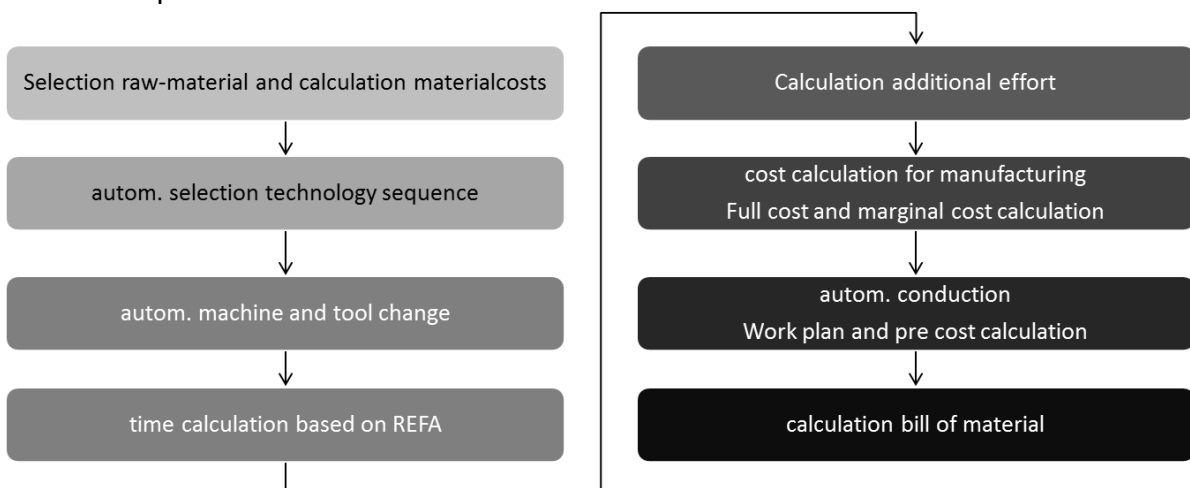 Selection raw-material and calculation materialcosts
autom. selection technology sequence
autom. machine and tool change
time calculation based on REFA
Calculation additional effort
cost calculation for manufacturing
Full cost and marginal cost calculation
autom. conduction
Work plan and pre cost calculation
calculation bill of material